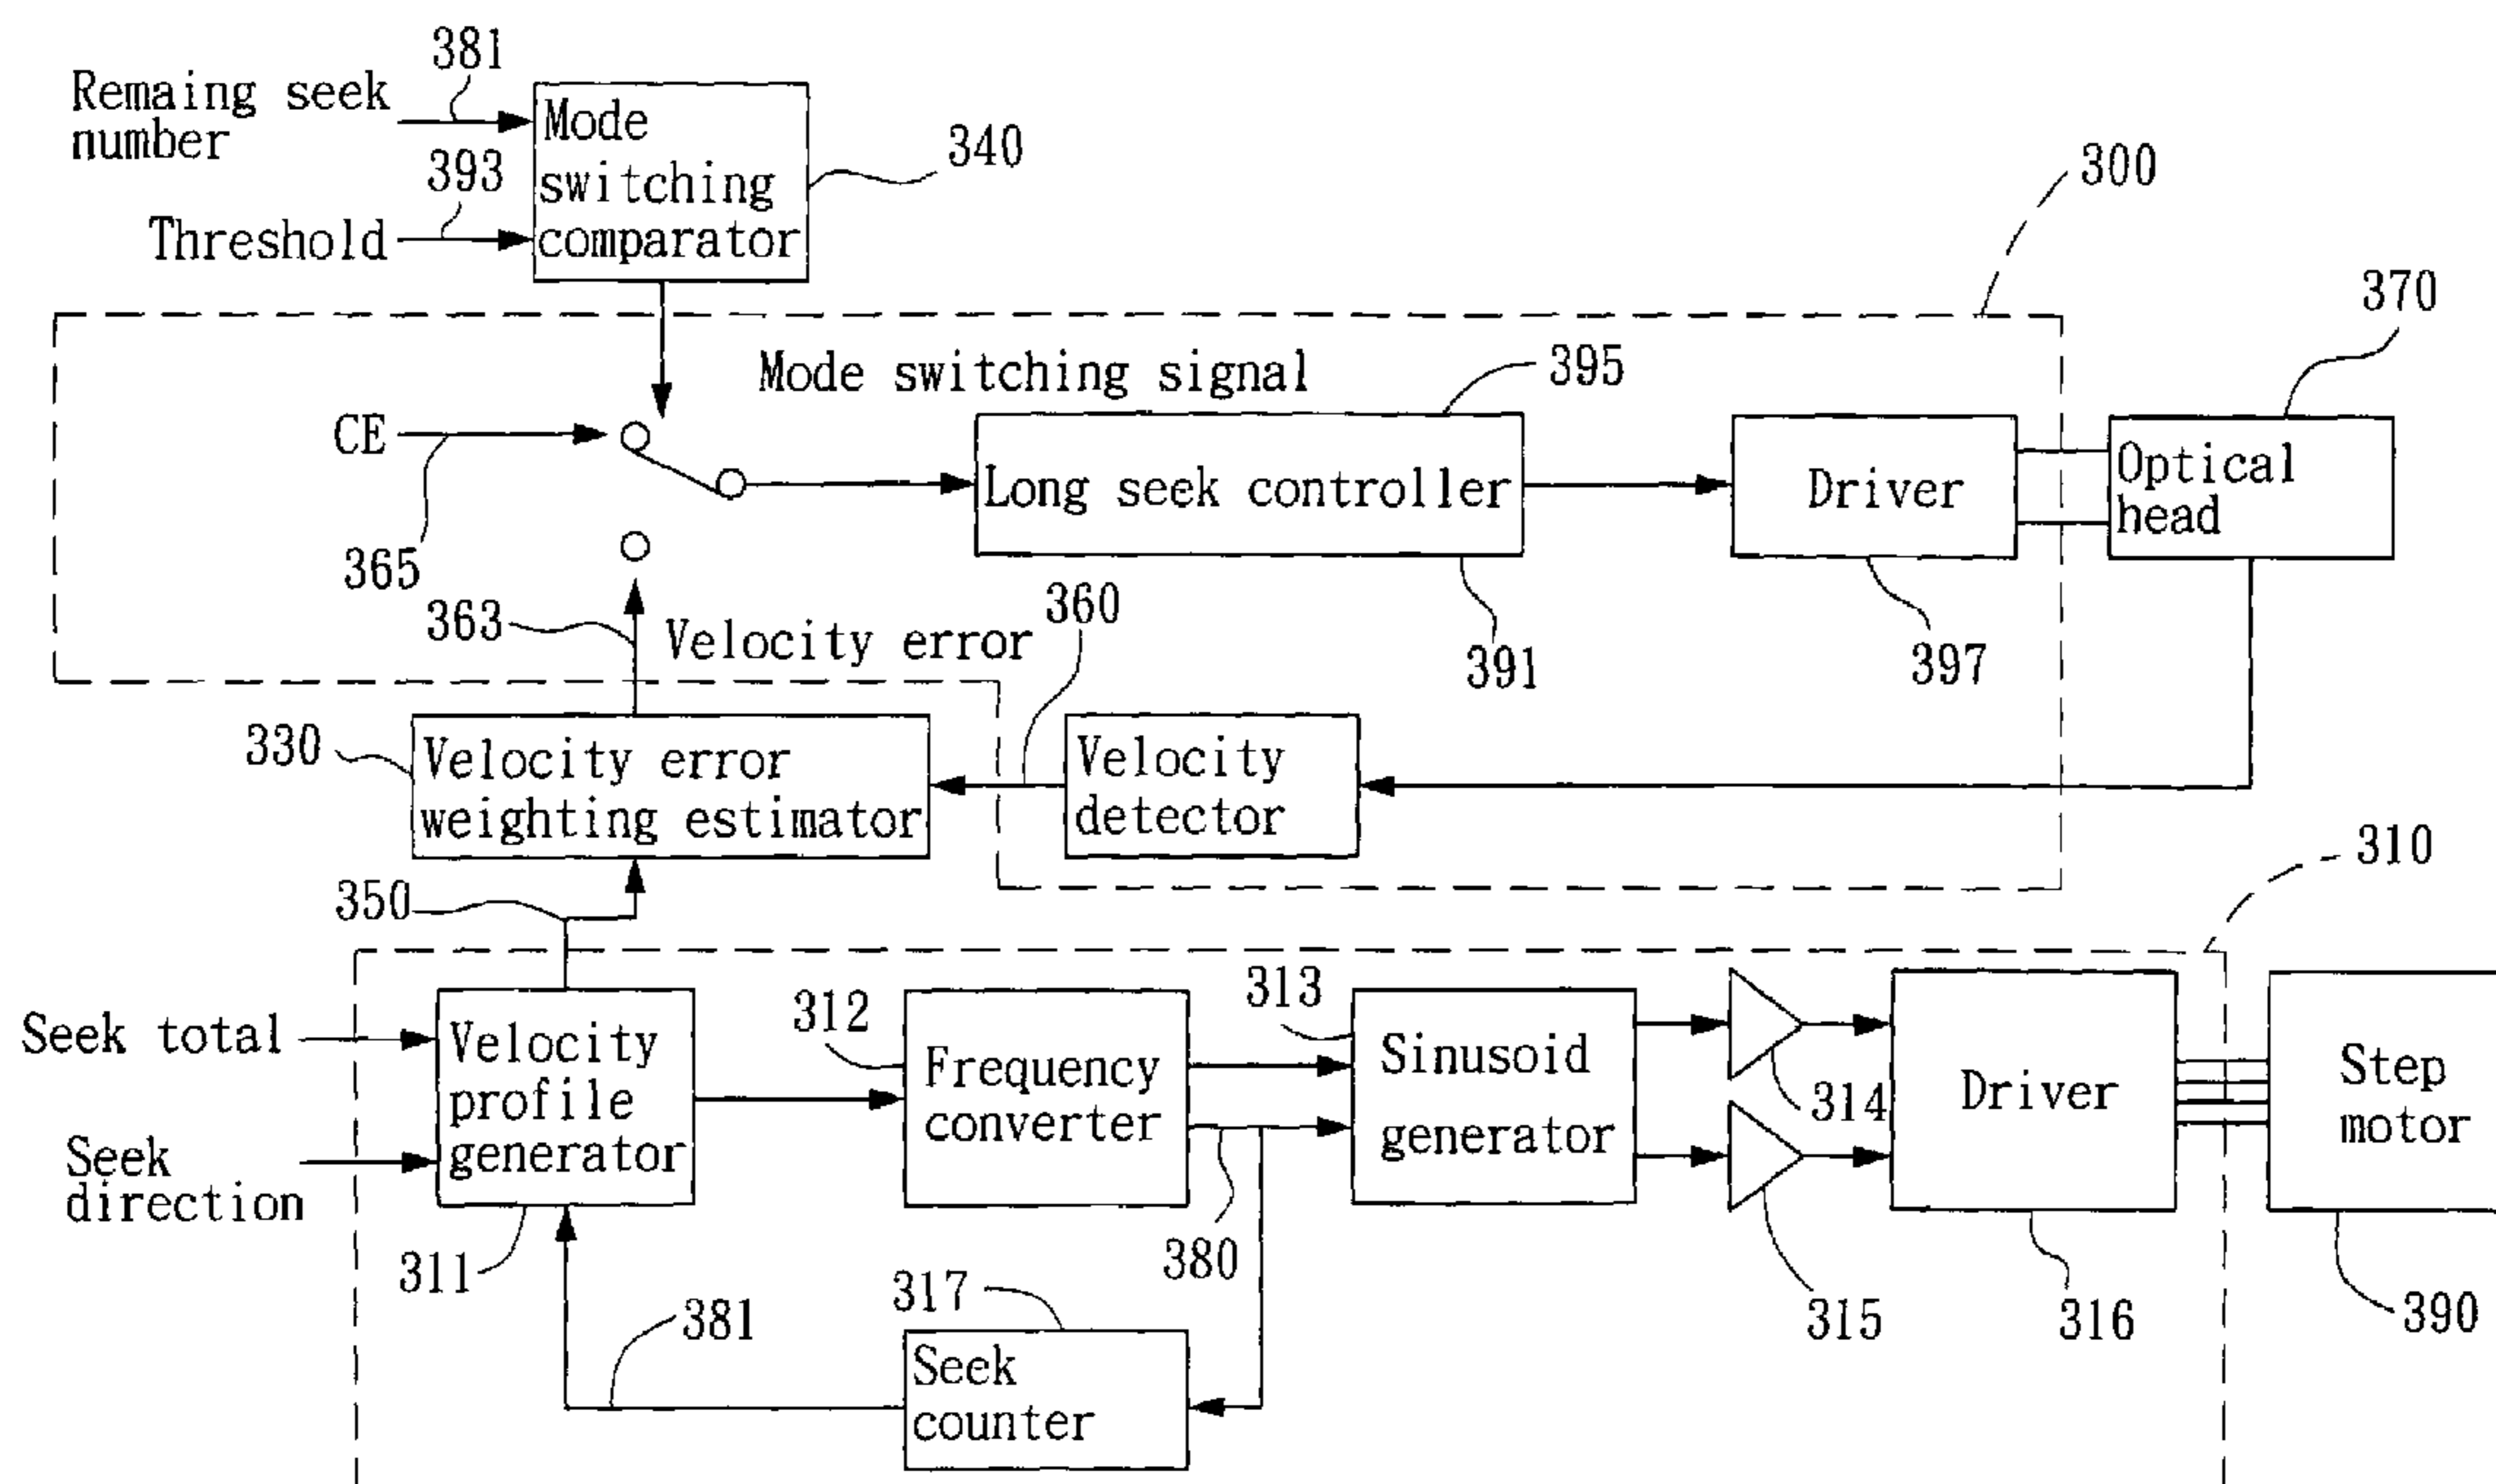 381
Remaing seek
number
393
Threshold
Mode
switching
comparator
340
300
370
Mode switching signal
395
CE
365
Long seek controller
391
Driver
397
Optical
head
363
Velocity error
360
330
Velocity error
weighting estimator
Velocity
detector
310
350
Seek total
Seek
direction
Velocity
profile
generator
311
312
Frequency
converter
380
313
Sinusoid
generator
314
315
Driver
316
Step
motor
390
317
381
Seek
counter